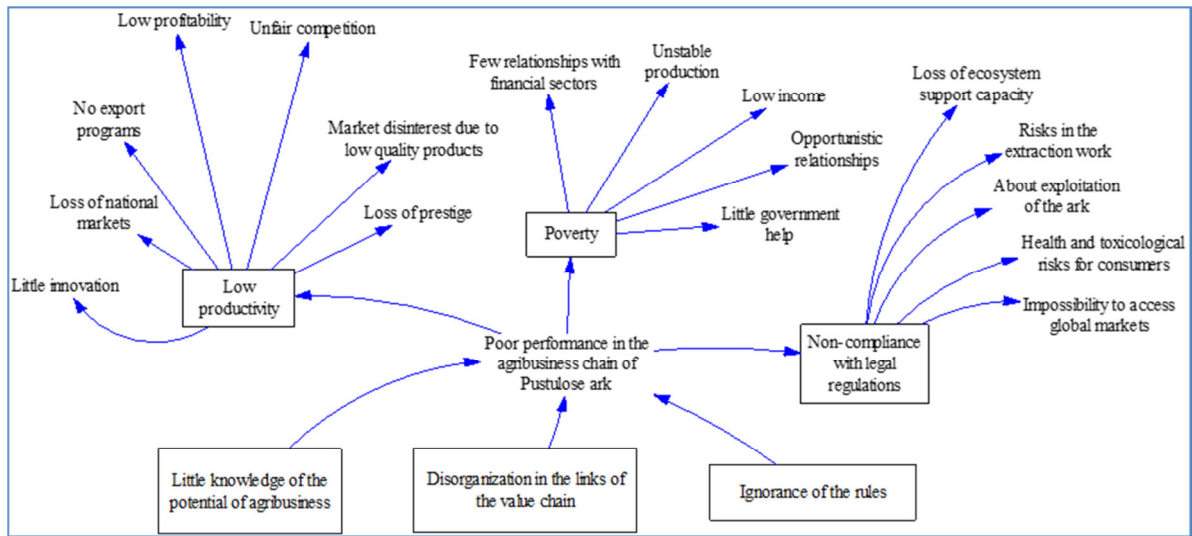 Low profitability
Unfair competition
No export
programs
Market disinterest due to
low quality products
Loss of national
markets
Loss of prestige
Little innovation
Low
productivity
Few relationships with
financial sectors
Unstable
production
Low income
Opportunistic
relationships
Little government
help
Poverty
Loss of ecosystem
support capacity
Risks in the
extraction work
About exploitation
of the ark
Health and toxicological
risks for consumers
Impossibility to access
global markets
Non- compliance
with legal
regulations
Poor performance in the
agribusiness chain of
Pustulose ark
Little knowledge of the
potential of agribusiness
Disorganization in the links of
the value chain
Ignorance of the rules